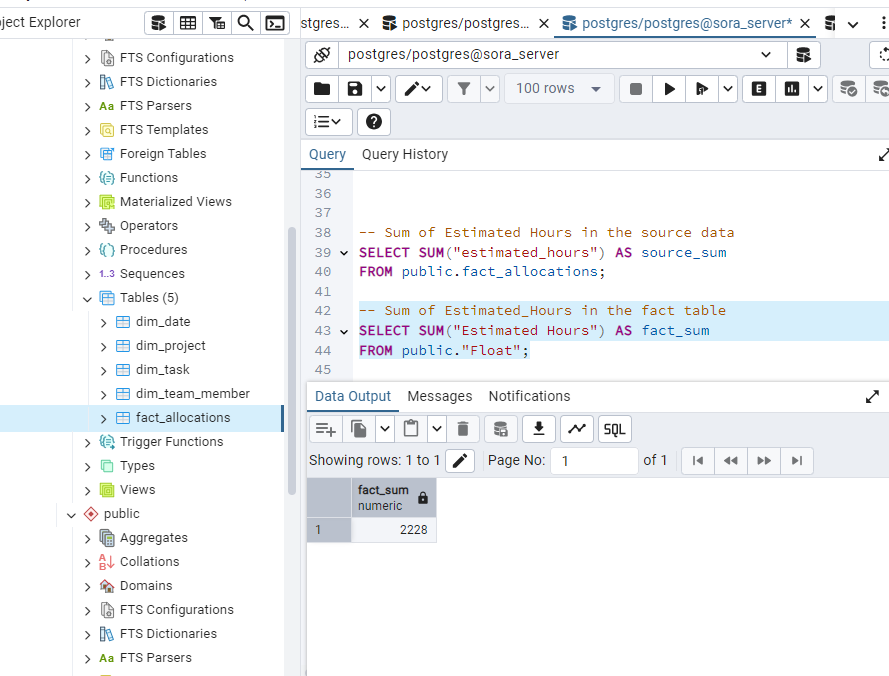 ject Explorer
FTS Configurations
FTS Dictionaries
Aa FTS Parsers
FTS Templates
Foreign Tables
Functions
Materialized Views
Operators
Procedures
1..3 Sequences
Tables (5)
dim_date
dim_project
dim_task
dim_team_member
fact_allocations
Trigger Functions
Types
Views
public
Aggregates
Collations
Domains
FTS Configurations
FTS Dictionaries
Aa FTS Parsers
stgres...
postgres/postgres...
postgres/postgres@sora_server*
postgres/postgres@sora_server
100 rows
E
Query
Query History
35
36
37
38 -- Sum of Estimated Hours in the source data
39 SELECT SUM("estimated_hours") AS source_sum
40 FROM public.fact_allocations;
41
42 -- Sum of Estimated_Hours in the fact table
43 SELECT SUM("Estimated Hours") AS fact_sum
44 FROM public."Float";
45
Data Output
Messages
Notifications
SQL
Showing rows: 1 to 1
Page No:
1
of 1
fact_sum
numeric
1
2228